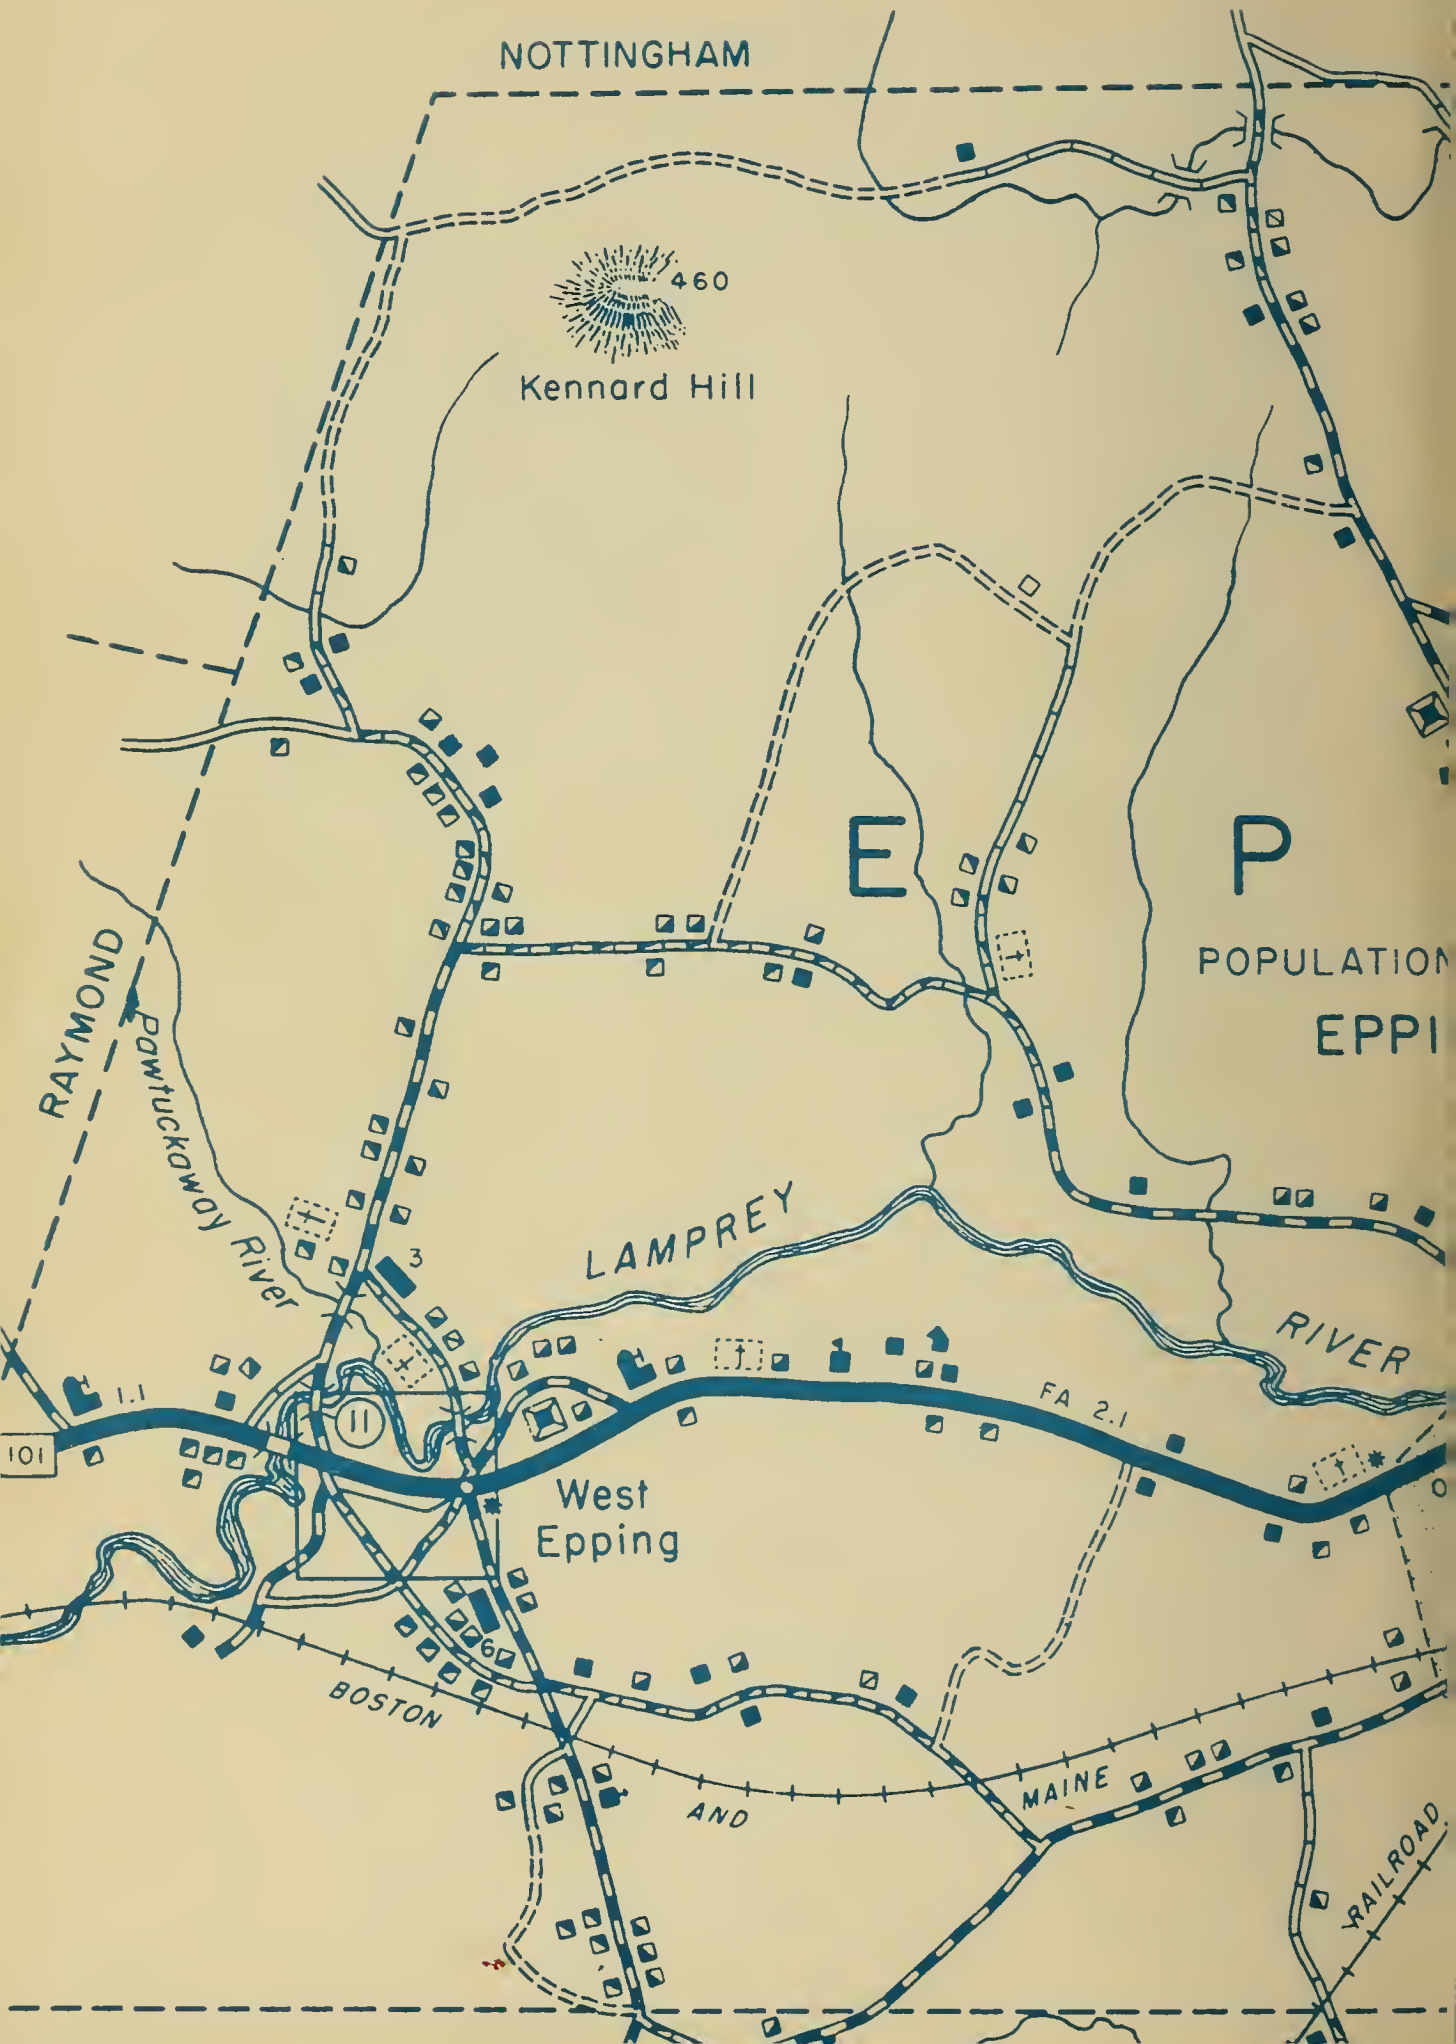 NOTTINGHAM
460
Kennard Hill
E P
RAYMOND
POPULATION
EPPI
Pawtuckaway River
LAMPREY
RIVER
3
1.1
11
FA 2.1
101
West
Epping
6
BOSTON
AND
MAINE
RAILROAD